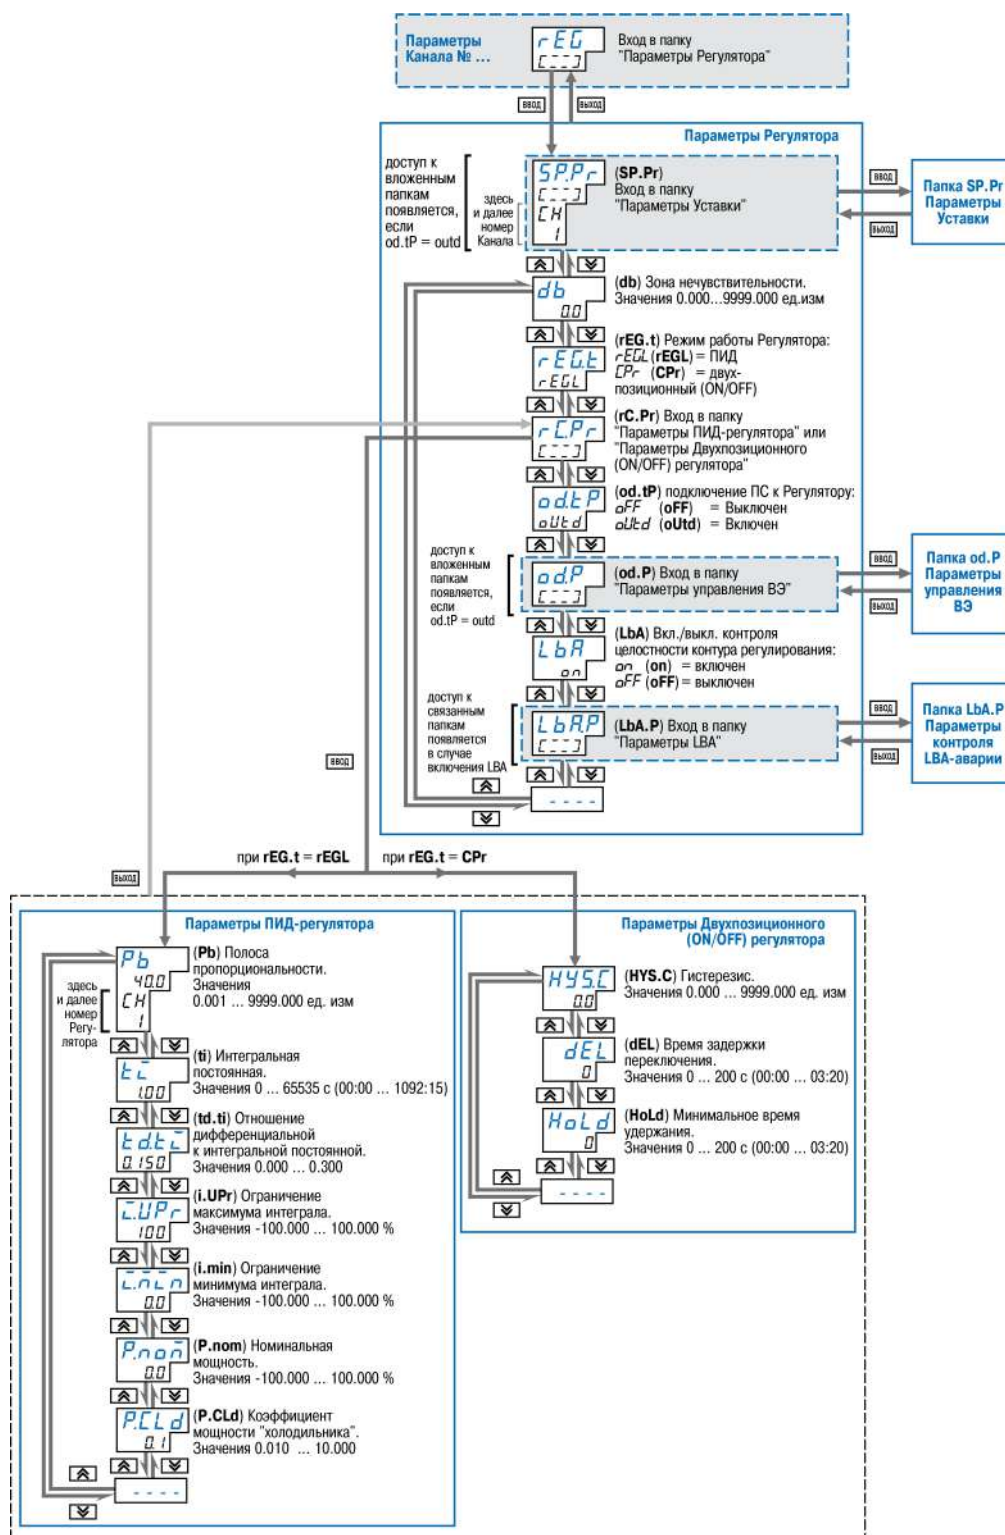 Параметры
Канала № ...
rEG
[---]
Вход в папку
"Параметры Регулятора"
ВВОД
ВЫХОД
Параметры Регулятора
доступ к
вложенным
папкам
появляется,
если
od.tP = outd
здесь
и далее
номер
Канала
SP.Pr
[---]
CH
1
(SP.Pr)
Вход в папку
"Параметры Уставки"
ВВОД
ВЫХОД
Папка SP.Pr
Параметры
Уставки
db
0.0
(db) Зона нечувствительности.
Значения 0.000...9999.000 ед.изм
rEG.t
rEGL
(rEG.t) Режим работы Регулятора:
rEGL (rEGL) = ПИД
CPr (CPr) = двух-
позиционный (ON/OFF)
rC.Pr
[---]
(rC.Pr) Вход в папку
"Параметры ПИД-регулятора" или
"Параметры Двухпозиционного
(ON/OFF) регулятора"
od.tP
oUtd
(od.tP) подключение ПС к Регулятору:
oFF (oFF) = Выключен
oUtd (oUtd) = Включен
доступ к
вложенным
папкам
появляется,
если
od.tP = outd
od.P
[---]
(od.P) Вход в папку
"Параметры управления ВЭ"
ВВОД
ВЫХОД
Папка od.P
Параметры
управления
ВЭ
LbA
on
(LbA) Вкл./выкл. контроля
целостности контура регулирования:
on (on) = включен
oFF (oFF) = выключен
доступ к
связанным
папкам
появляется
в случае
включения LBA
LbA.P
[---]
(LbA.P) Вход в папку
"Параметры LBA"
ВВОД
ВЫХОД
Папка LbA.P
Параметры
контроля
LBA-аварии
----
ВВОД
ВЫХОД
при rEG.t = rEGL
при rEG.t = CPr
Параметры ПИД-регулятора
Pb
40.0
CH
1
здесь
и далее
номер
Регу-
лятора
(Pb) Полоса
пропорциональности.
Значения
0.001 ... 9999.000 ед. изм
ti
1.00
(ti) Интегральная
постоянная.
Значения 0 ... 65535 с (00:00 ... 1092:15)
td.ti
0.150
(td.ti) Отношение
дифференциальной
к интегральной постоянной.
Значения 0.000 ... 0.300
i.UPr
100
(i.UPr) Ограничение
максимума интеграла.
Значения -100.000 ... 100.000 %
i.min
0.0
(i.min) Ограничение
минимума интеграла.
Значения -100.000 ... 100.000 %
P.nom
0.0
(P.nom) Номинальная
мощность.
Значения -100.000 ... 100.000 %
P.CLd
0.1
(P.CLd) Коэффициент
мощности "холодильника".
Значения 0.010 ... 10.000
----
Параметры Двухпозиционного
(ON/OFF) регулятора
HYS.C
0.0
(HYS.C) Гистерезис.
Значения 0.000 ... 9999.000 ед. изм
dEL
0
(dEL) Время задержки
переключения.
Значения 0 ... 200 с (00:00 ... 03:20)
HoLd
0
(HoLd) Минимальное время
удержания.
Значения 0 ... 200 с (00:00 ... 03:20)
----